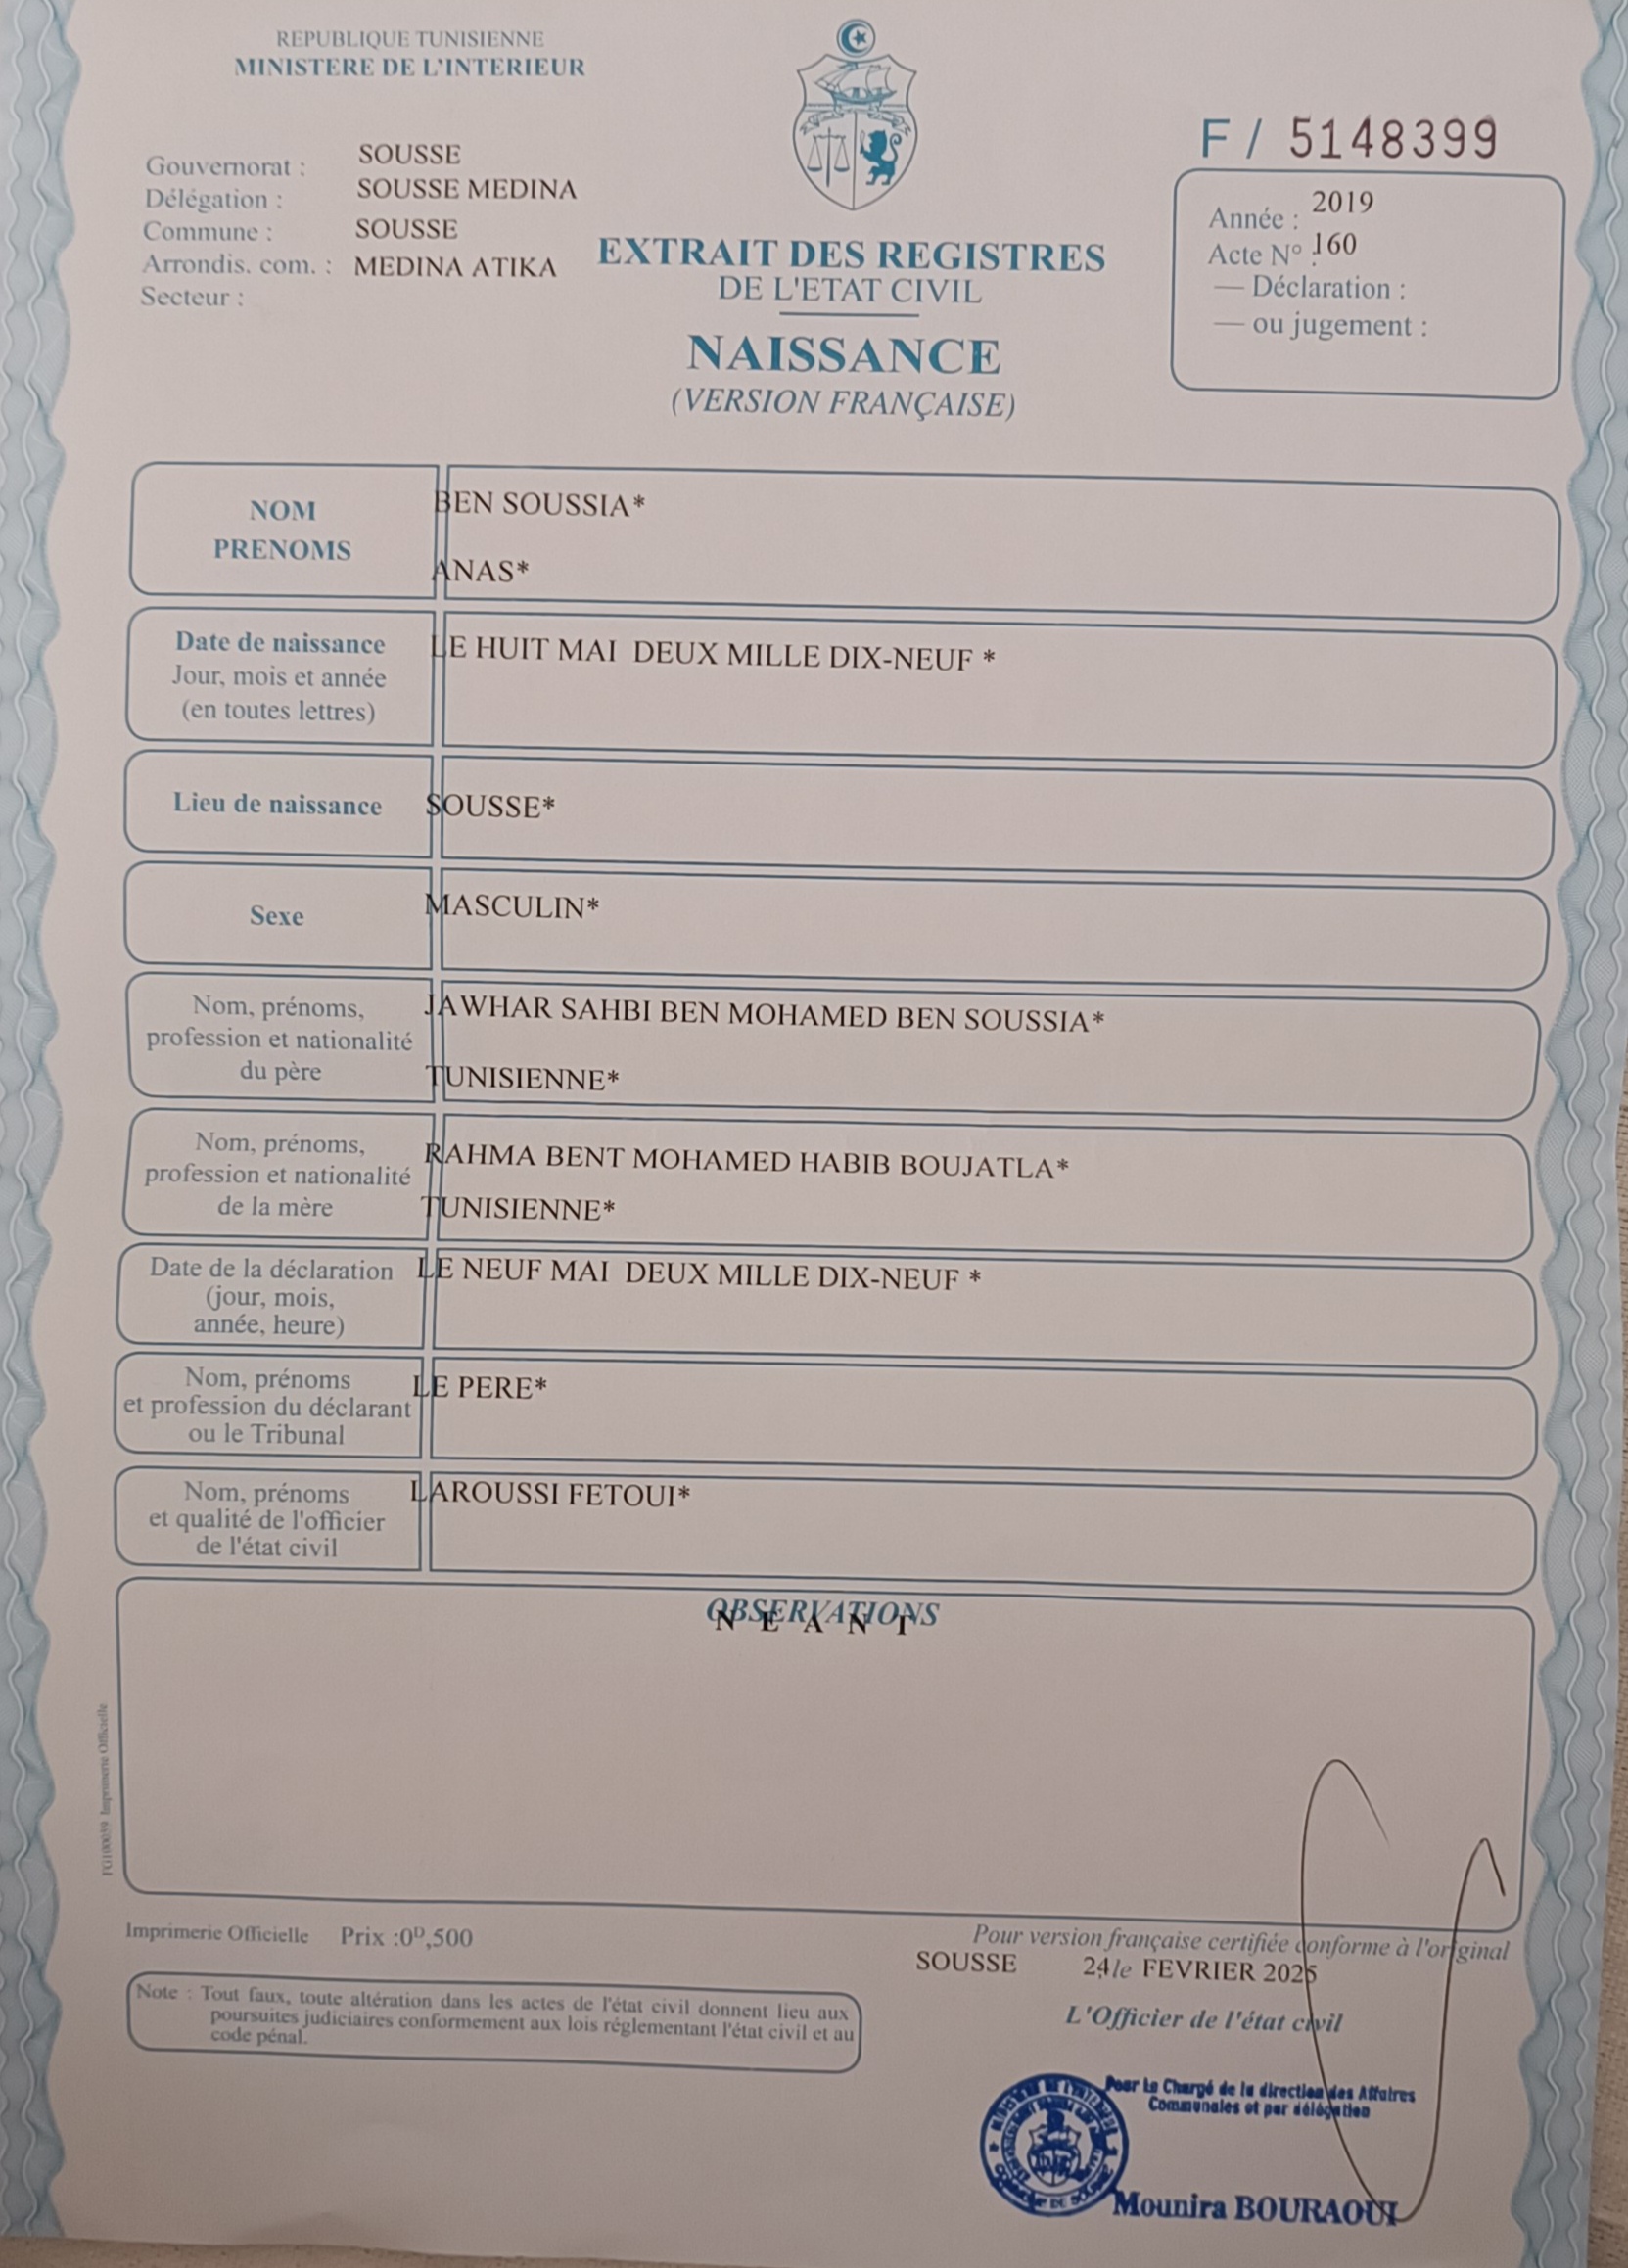 REPUBLIQUE TUNISIENNE
MINISTERE DE L'INTERIEUR
Gouvernorat : SOUSSE
Délégation : SOUSSE MEDINA
Commune : SOUSSE
Arrondis. com. : MEDINA ATIKA
Secteur :
F / 5148399
Année : 2019
Acte N° : 160
— Déclaration :
— ou jugement :
EXTRAIT DES REGISTRES
DE L'ETAT CIVIL
NAISSANCE
(VERSION FRANÇAISE)
NOM BEN SOUSSIA*
PRENOMS ANAS*
Date de naissance LE HUIT MAI DEUX MILLE DIX-NEUF *
Jour, mois et année
(en toutes lettres)
Lieu de naissance SOUSSE*
Sexe MASCULIN*
Nom, prénoms, JAWHAR SAHBI BEN MOHAMED BEN SOUSSIA*
profession et nationalité
du père TUNISIENNE*
Nom, prénoms, RAHMA BENT MOHAMED HABIB BOUJATLA*
profession et nationalité
de la mère TUNISIENNE*
Date de la déclaration LE NEUF MAI DEUX MILLE DIX-NEUF *
(jour, mois,
année, heure)
Nom, prénoms LE PERE*
et profession du déclarant
ou le Tribunal
Nom, prénoms LAROUSSI FETOUI*
et qualité de l'officier
de l'état civil
OBSERVATIONS
N E A N T
Imprimerie Officielle
Imprimerie Officielle Prix :0ᴰ,500
Pour version française certifiée conforme à l'original
SOUSSE 24 le FEVRIER 2025
L'Officier de l'état civil
Note : Tout faux, toute altération dans les actes de l'état civil donnent lieu aux
poursuites judiciaires conformement aux lois réglementant l'état civil et au
code pénal.
Pour Le Chargé de la direction des Affaires
Communales et par délégation
Mounira BOURAOUI